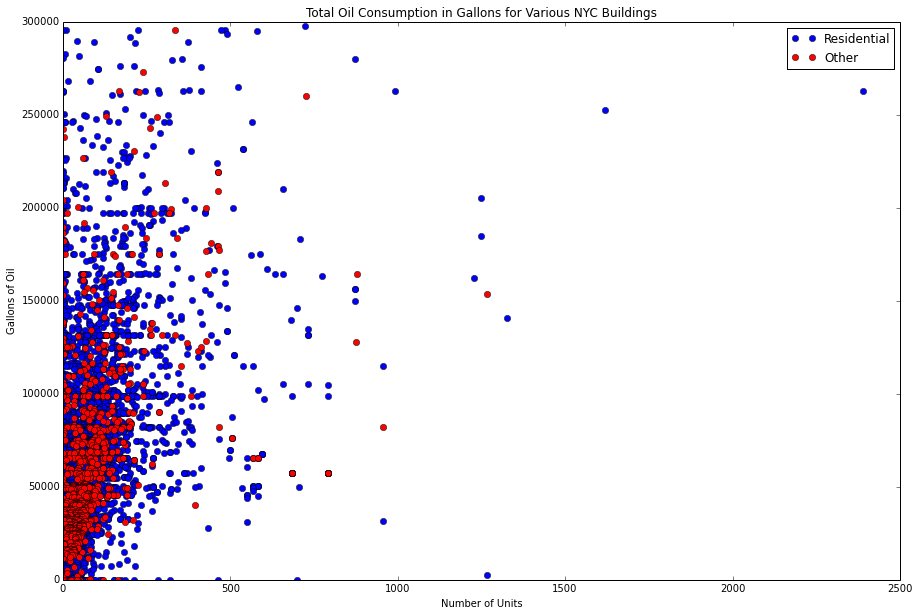 Total Oil Consumption in Gallons for Various NYC Buildings
300000
250000
200000
150000
100000
50000
0
Gallons of Oil
Residential
Other
0 500 1000 1500 2000 2500
Number of Units